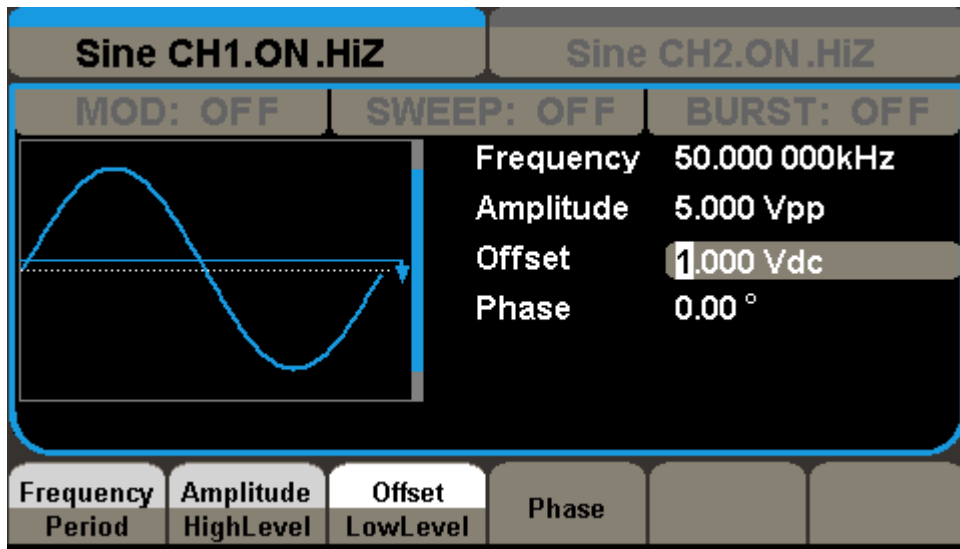 Sine CH1.ON.HiZ
Sine CH2.ON.HiZ
MOD: OFF
SWEEP: OFF
BURST: OFF
Frequency 50.000 000kHz
Amplitude 5.000 Vpp
Offset 1.000 Vdc
Phase 0.00 °
Frequency
Period
Amplitude
HighLevel
Offset
LowLevel
Phase